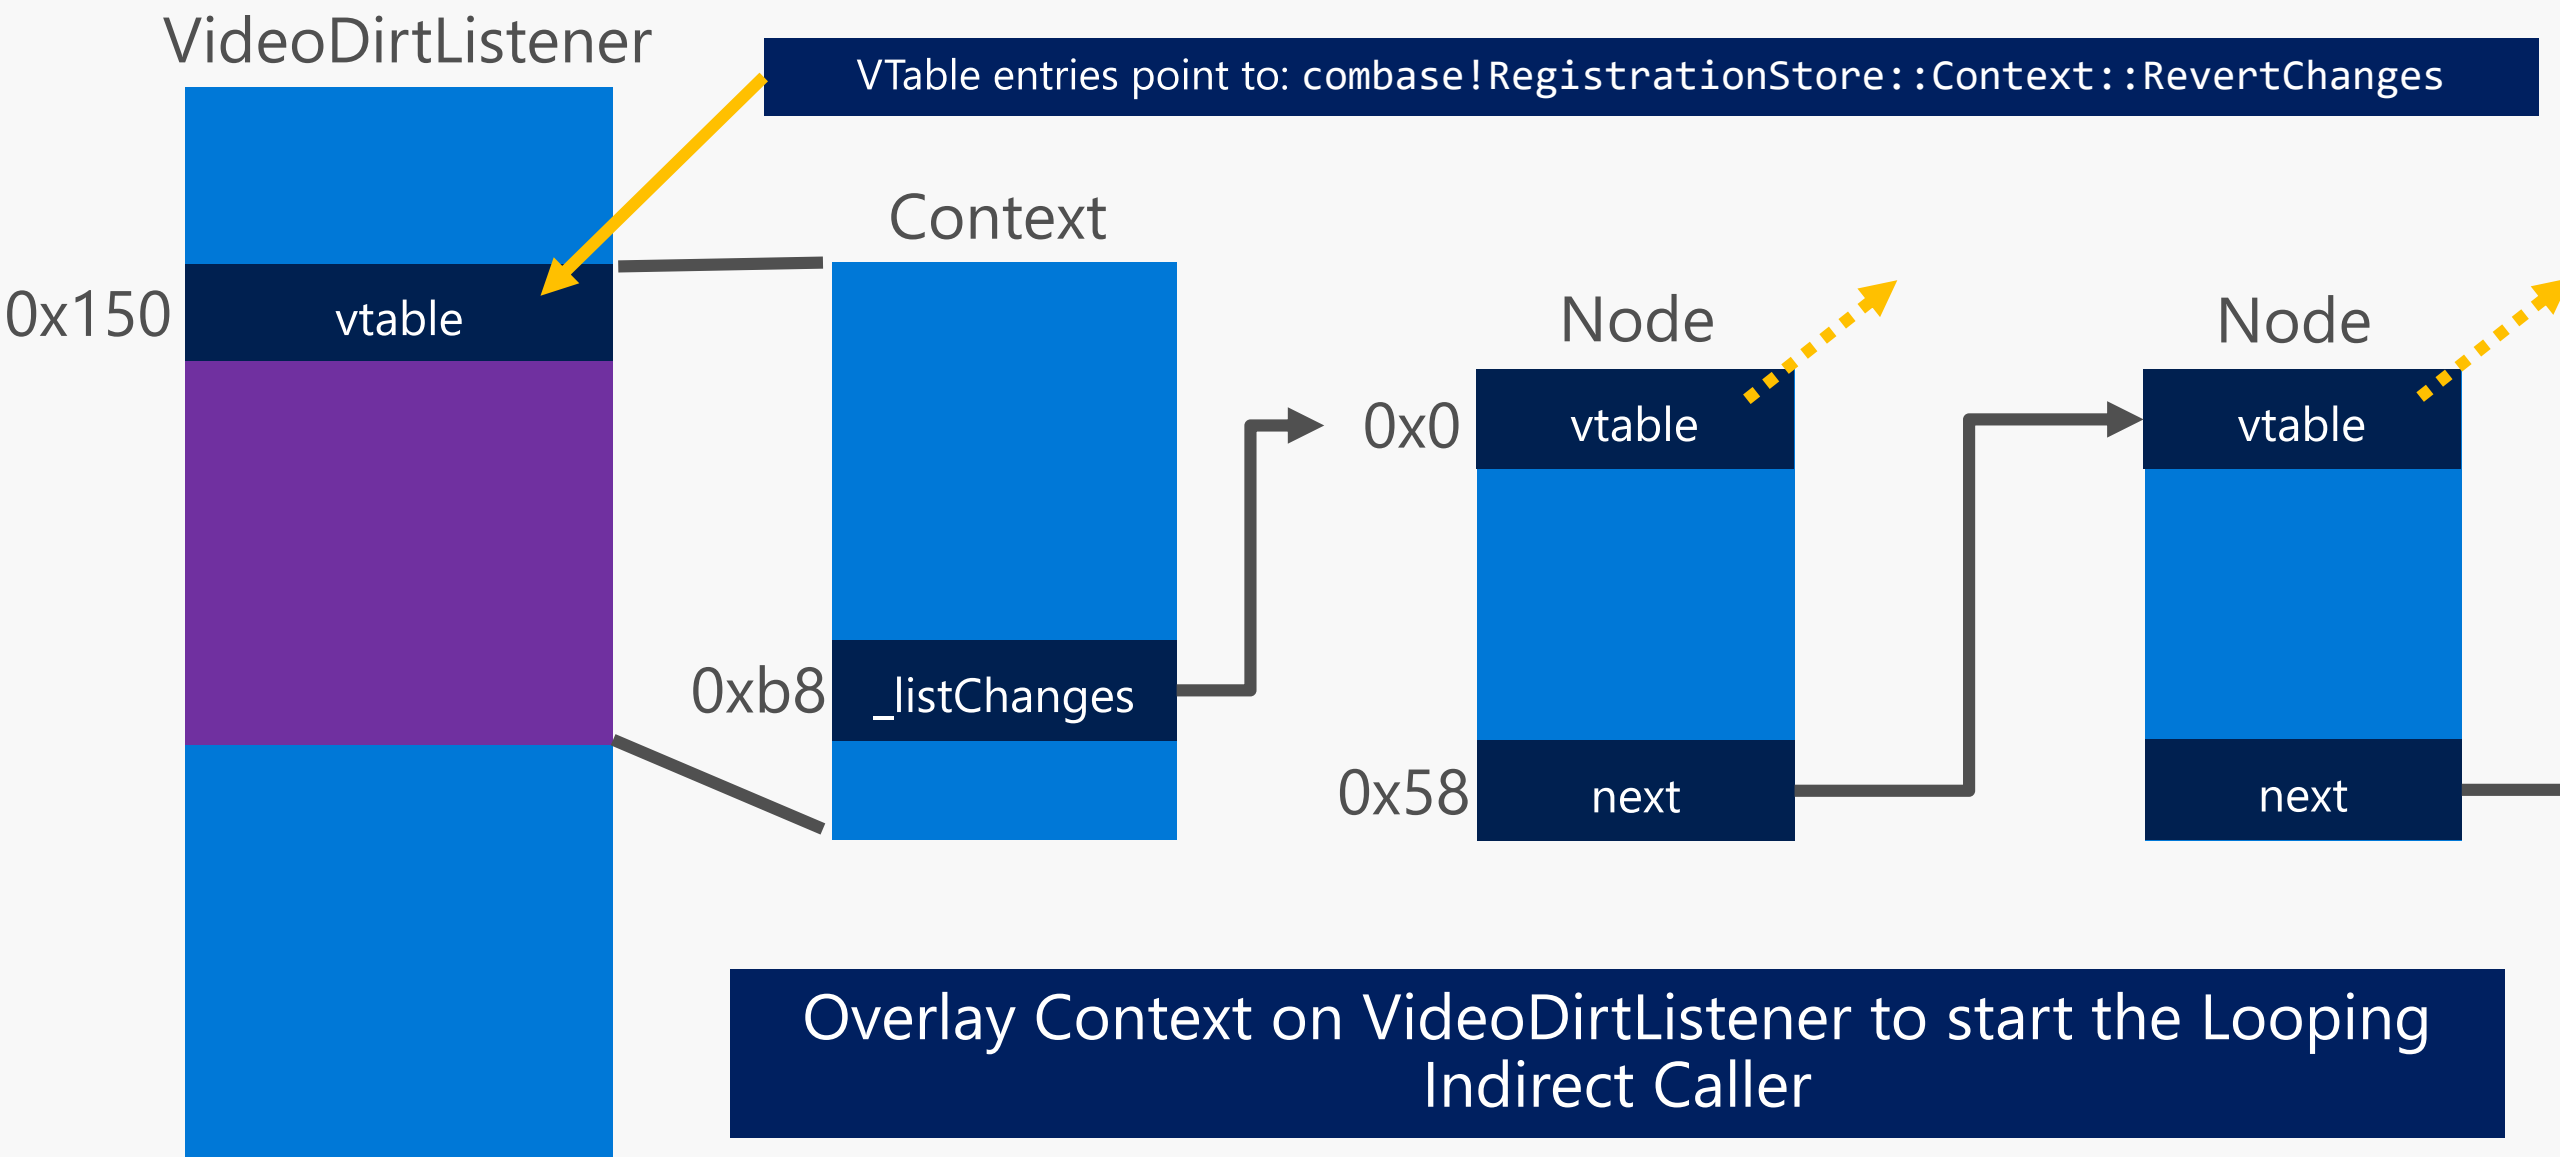 VideoDirtListener
VTable entries point to: combase!RegistrationStore::Context::RevertChanges
Context
0x150
vtable
Node
Node
0x0
vtable
vtable
0xb8
_listChanges
0x58
next
next
Overlay Context on VideoDirtListener to start the Looping
Indirect Caller